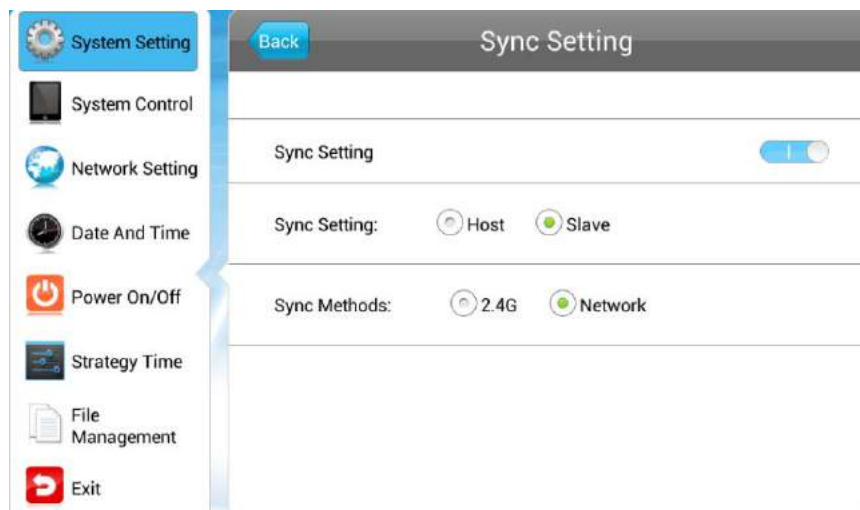 System Setting
System Control
Network Setting
Date And Time
Power On/Off
Strategy Time
File
Management
Exit
Back
Sync Setting
Sync Setting
Sync Setting: Host Slave
Sync Methods: 2.4G Network